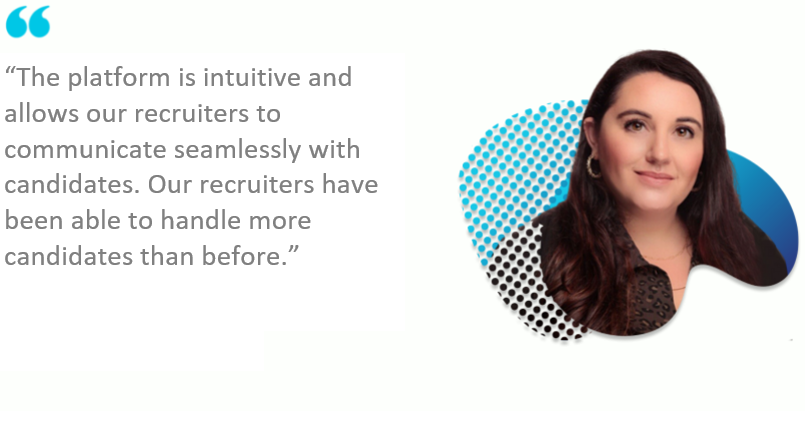 “The platform is intuitive and
allows our recruiters to
communicate seamlessly with
candidates. Our recruiters have
been able to handle more
candidates than before.”